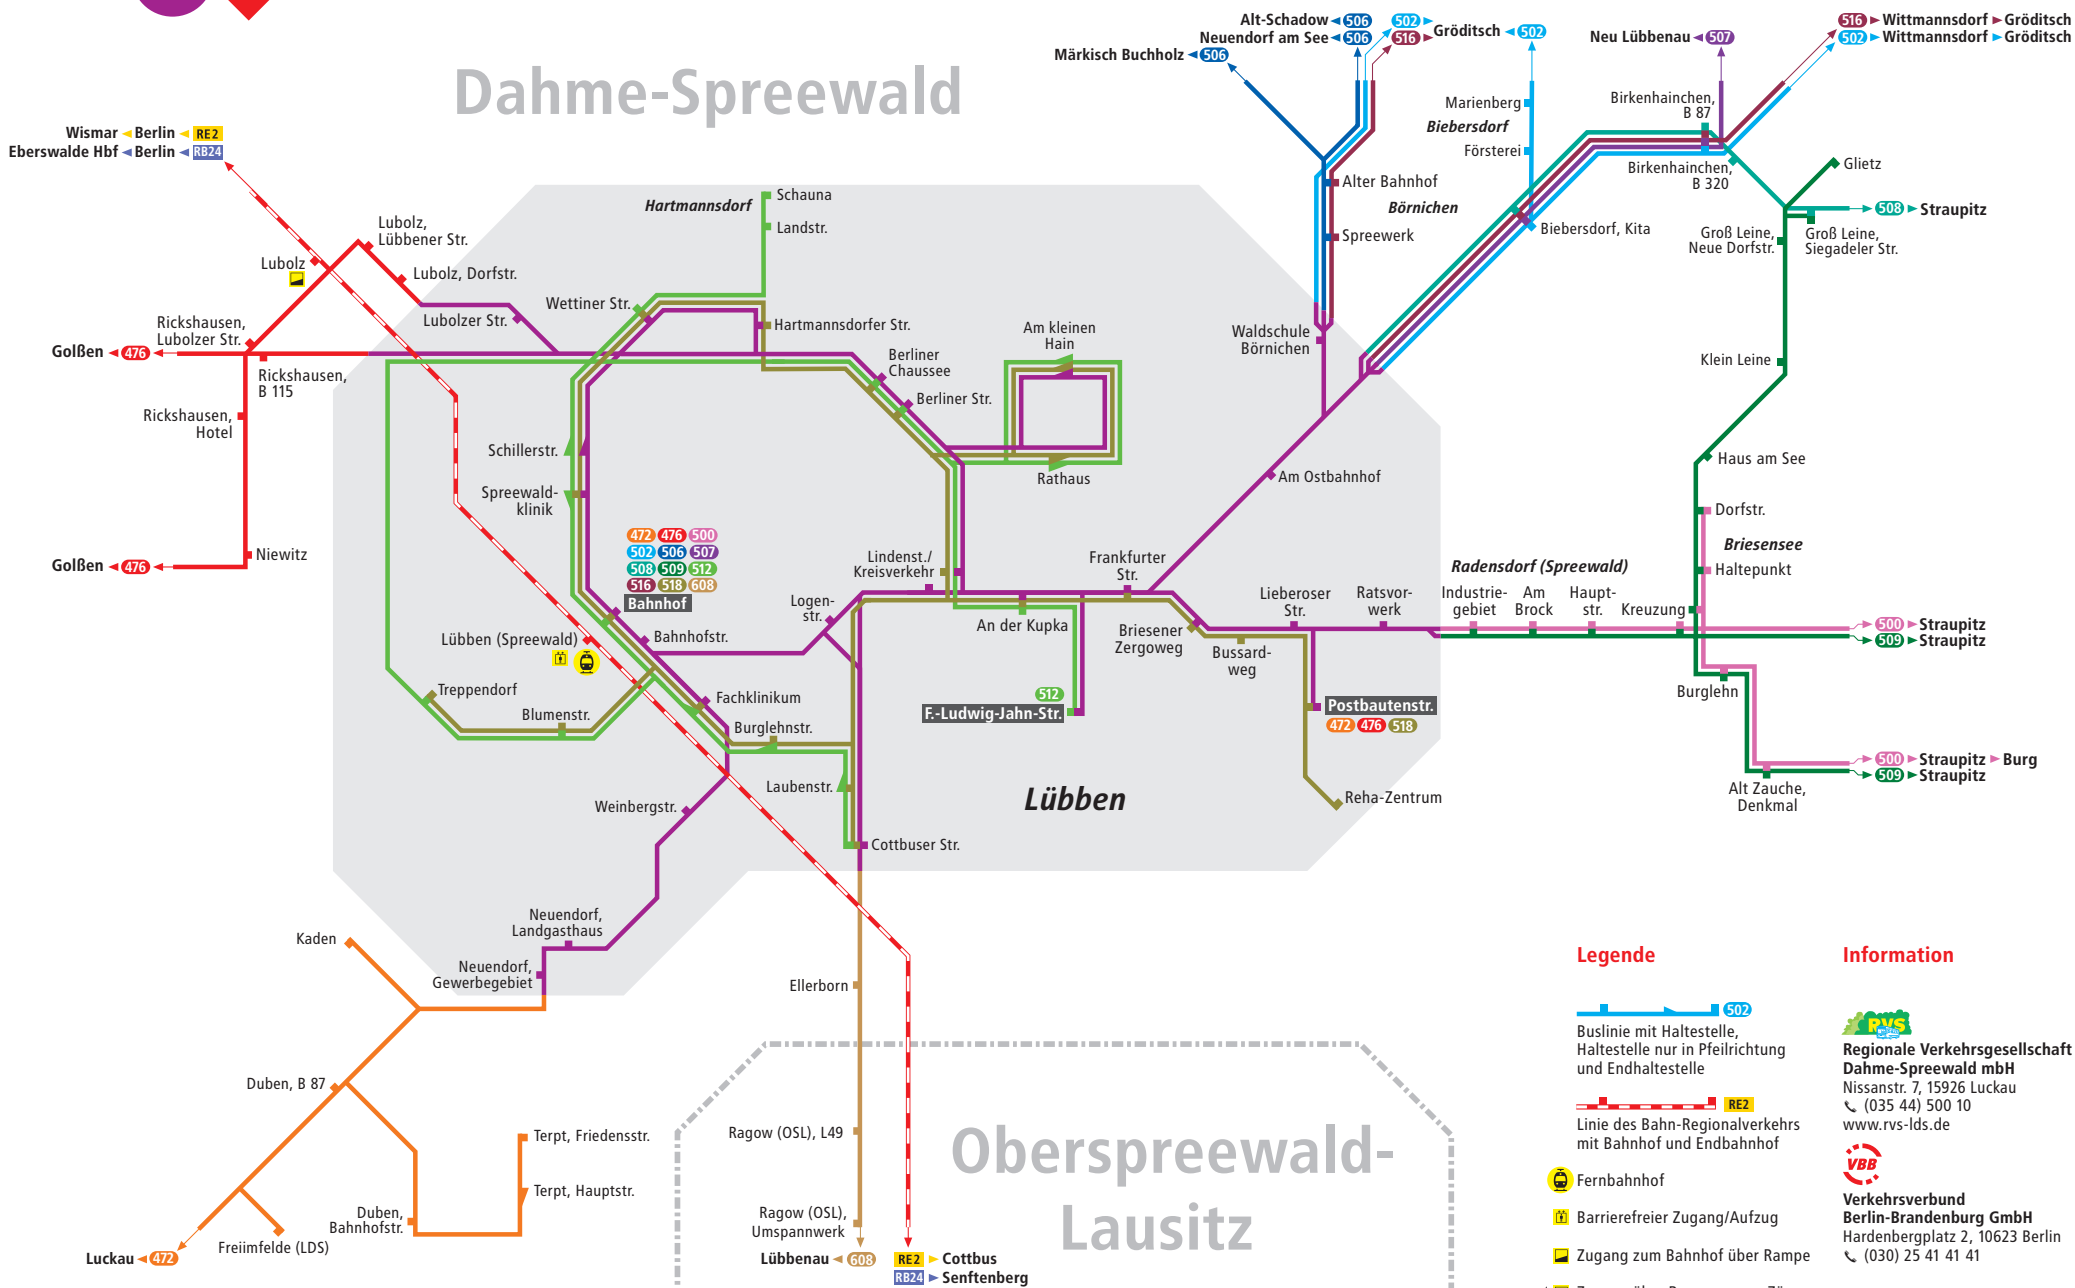 Dahme-Spreewald
Alt-Schadow 506
Neuendorf am See 506
Märkisch Buchholz 506
502
516
Gröditsch 502
Neu Lübbenau 507
516 Wittmannsdorf Gröditsch
502 Wittmannsdorf Gröditsch
Wismar Berlin RE2
Eberswalde Hbf Berlin RB24
Marienberg
Biebersdorf
Försterei
Birkenhainchen,
B 87
Birkenhainchen,
B 320
Glietz
508 Straupitz
Groß Leine,
Neue Dorfstr.
Groß Leine,
Siegadeler Str.
Biebersdorf, Kita
Alter Bahnhof
Börnichen
Spreewerk
Waldschule
Börnichen
Klein Leine
Haus am See
Dorfstr.
Briesensee
Haltepunkt
Hartmannsdorf
Schauna
Landstr.
Lubolz,
Lübbener Str.
Lubolz
Lubolz, Dorfstr.
Lubolzer Str.
Wettiner Str.
Hartmannsdorfer Str.
Rickshausen,
Lubolzer Str.
Golßen 476
Rickshausen,
B 115
Rickshausen,
Hotel
Niewitz
Golßen 476
Berliner
Chaussee
Berliner Str.
Am kleinen
Hain
Rathaus
Am Ostbahnhof
Schillerstr.
Spreewald-
klinik
472 476 500
502 506 507
508 509 512
516 518 608
Bahnhof
Lübben (Spreewald)
Bahnhofstr.
Logen-
str.
Lindenst./
Kreisverkehr
An der Kupka
Frankfurter
Str.
Briesener
Zergoweg
Bussard-
weg
Lieberoser
Str.
Ratsvor-
werk
Radensdorf (Spreewald)
Industrie-
gebiet
Am
Brock
Haupt-
str.
Kreuzung
500 Straupitz
509 Straupitz
Burglehn
500 Straupitz Burg
509 Straupitz
Alt Zauche,
Denkmal
Treppendorf
Blumenstr.
Fachklinikum
Burglehnstr.
Laubenstr.
Cottbuser Str.
512
F.-Ludwig-Jahn-Str.
Postbautenstr.
472 476 518
Reha-Zentrum
Lübben
Weinbergstr.
Neuendorf,
Landgasthaus
Neuendorf,
Gewerbegebiet
Kaden
Duben, B 87
Terpt, Friedensstr.
Terpt, Hauptstr.
Duben,
Bahnhofstr.
Freiimfelde (LDS)
Luckau 472
Ellerborn
Ragow (OSL), L49
Ragow (OSL),
Umspannwerk
Lübbenau 608
RE2 Cottbus
RB24 Senftenberg
Oberspreewald-
Lausitz
Legende
502
Buslinie mit Haltestelle,
Haltestelle nur in Pfeilrichtung
und Endhaltestelle
RE2
Linie des Bahn-Regionalverkehrs
mit Bahnhof und Endbahnhof
Fernbahnhof
Barrierefreier Zugang/Aufzug
Zugang zum Bahnhof über Rampe
Information
RVS
Regionale Verkehrsgesellschaft
Dahme-Spreewald mbH
Nissanstr. 7, 15926 Luckau
(035 44) 500 10
www.rvs-lds.de
VBB
Verkehrsverbund
Berlin-Brandenburg GmbH
Hardenbergplatz 2, 10623 Berlin
(030) 25 41 41 41